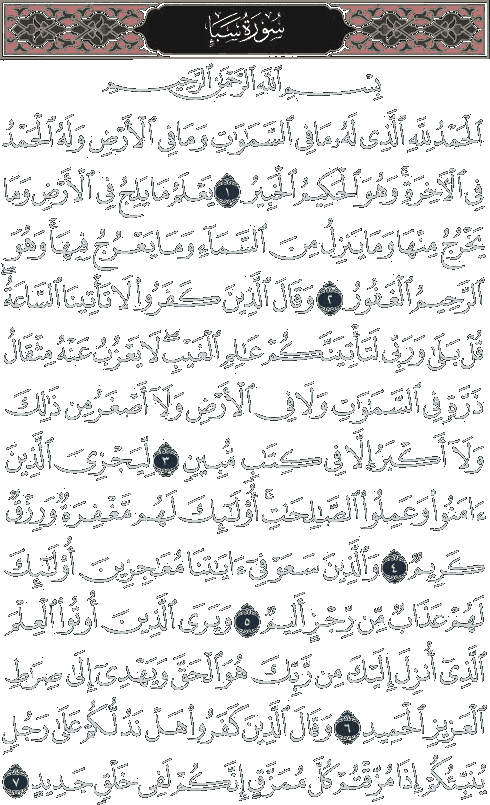 سُورَةُ سَبَإٍ
بِسْمِ ٱللَّهِ ٱلرَّحْمَٰنِ ٱلرَّحِيمِ
ٱلْحَمْدُ لِلَّهِ ٱلَّذِى لَهُۥ مَا فِى ٱلسَّمَٰوَٰتِ وَمَا فِى ٱلْأَرْضِ وَلَهُ ٱلْحَمْدُ
فِى ٱلْءَاخِرَةِ ۚ وَهُوَ ٱلْحَكِيمُ ٱلْخَبِيرُ ١ يَعْلَمُ مَا يَلِجُ فِى ٱلْأَرْضِ وَمَا
يَخْرُجُ مِنْهَا وَمَا يَنزِلُ مِنَ ٱلسَّمَآءِ وَمَا يَعْرُجُ فِيهَا ۚ وَهُوَ
ٱلرَّحِيمُ ٱلْغَفُورُ ٢ وَقَالَ ٱلَّذِينَ كَفَرُوا۟ لَا تَأْتِينَا ٱلسَّاعَةُ ۖ
قُلْ بَلَىٰ وَرَبِّى لَتَأْتِيَنَّكُمْ عَٰلِمِ ٱلْغَيْبِ ۖ لَا يَعْزُبُ عَنْهُ مِثْقَالُ
ذَرَّةٍ فِى ٱلسَّمَٰوَٰتِ وَلَا فِى ٱلْأَرْضِ وَلَآ أَصْغَرُ مِن ذَٰلِكَ
وَلَآ أَكْبَرُ إِلَّا فِى كِتَٰبٍ مُّبِينٍ ٣ لِّيَجْزِىَ ٱلَّذِينَ
ءَامَنُوا۟ وَعَمِلُوا۟ ٱلصَّٰلِحَٰتِ ۚ أُو۟لَٰٓئِكَ لَهُم مَّغْفِرَةٌ وَرِزْقٌ
كَرِيمٌ ٤ وَٱلَّذِينَ سَعَوْ فِىٓ ءَايَٰتِنَا مُعَٰجِزِينَ أُو۟لَٰٓئِكَ
لَهُمْ عَذَابٌ مِّن رِّجْزٍ أَلِيمٌ ٥ وَيَرَى ٱلَّذِينَ أُوتُوا۟ ٱلْعِلْمَ
ٱلَّذِىٓ أُنزِلَ إِلَيْكَ مِن رَّبِّكَ هُوَ ٱلْحَقَّ وَيَهْدِىٓ إِلَىٰ صِرَٰطِ
ٱلْعَزِيزِ ٱلْحَمِيدِ ٦ وَقَالَ ٱلَّذِينَ كَفَرُوا۟ هَلْ نَدُلُّكُمْ عَلَىٰ رَجُلٍ
يُنَبِّئُكُمْ إِذَا مُزِّقْتُمْ كُلَّ مُمَزَّقٍ إِنَّكُمْ لَفِى خَلْقٍ جَدِيدٍ ٧